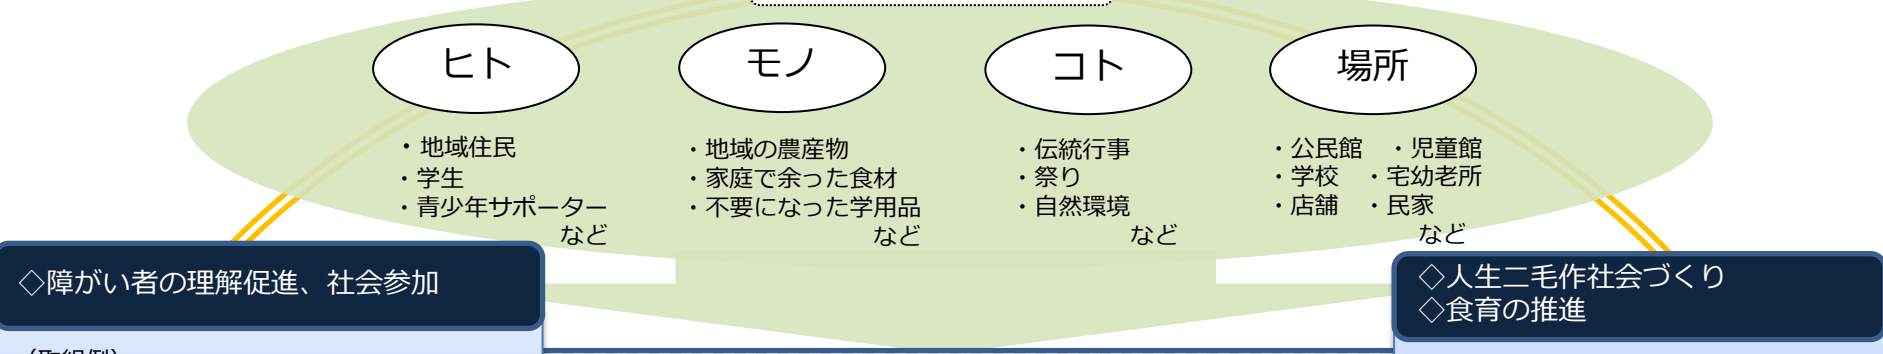 ヒト
モノ
コト
場所
・地域住民
・学生
・青少年サポーター
など
・地域の農産物
・家庭で余った食材
・不要になった学用品
など
・伝統行事
・祭り
・自然環境
など
・公民館 ・児童館
・学校 ・宅幼老所
・店舗 ・民家
など
◇障がい者の理解促進、社会参加
◇人生二毛作社会づくり
◇食育の推進